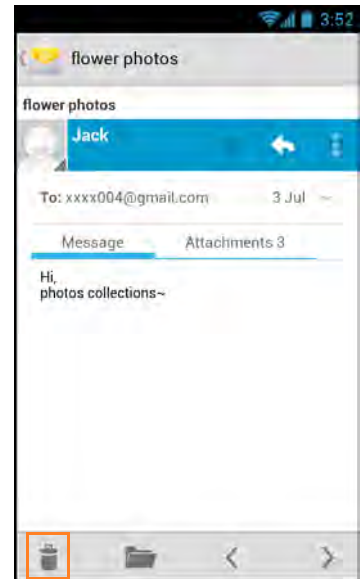 3:52
flower photos
flower photos
Jack
To: xxxx004@gmail.com 3 Jul
Message Attachments 3
Hi,
photos collections~